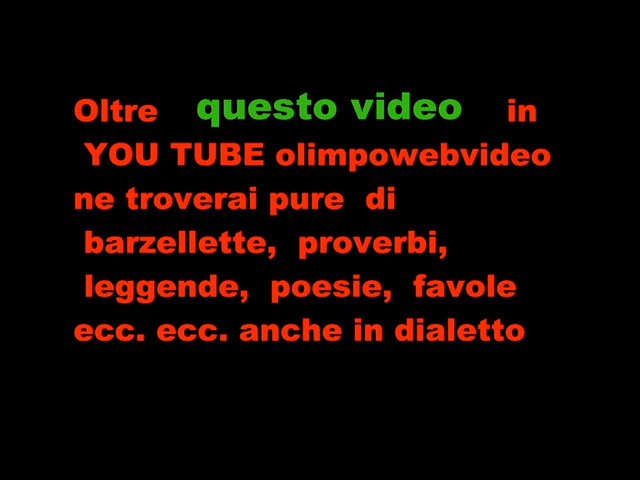 Oltre questo video in
YOU TUBE olimpowebvideo
ne troverai pure di
barzellette, proverbi,
leggende, poesie, favole
ecc. ecc. anche in dialetto